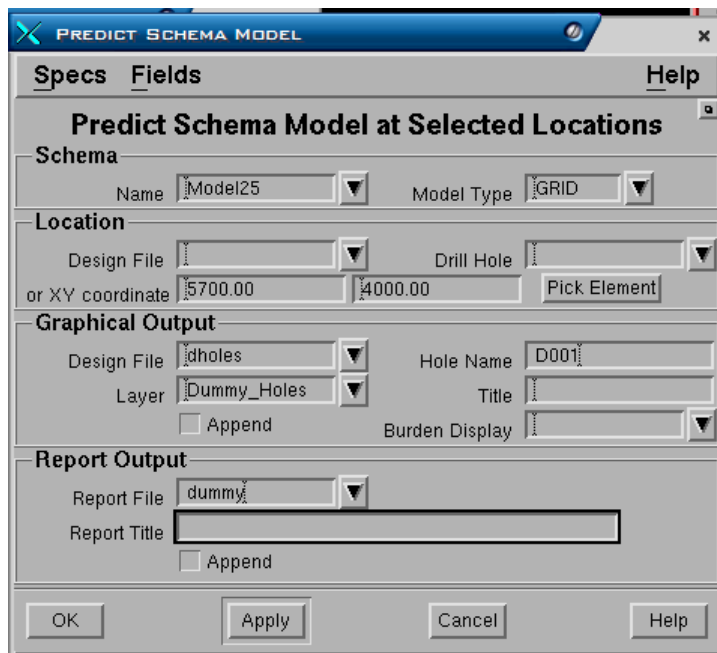 PREDICT SCHEMA MODEL
Specs Fields Help
Predict Schema Model at Selected Locations
Schema
Name Model25 Model Type GRID
Location
Design File Drill Hole
or XY coordinate 5700.00 4000.00 Pick Element
Graphical Output
Design File dholes Hole Name D001
Layer Dummy_Holes Title
Append Burden Display
Report Output
Report File dummy
Report Title
Append
OK Apply Cancel Help